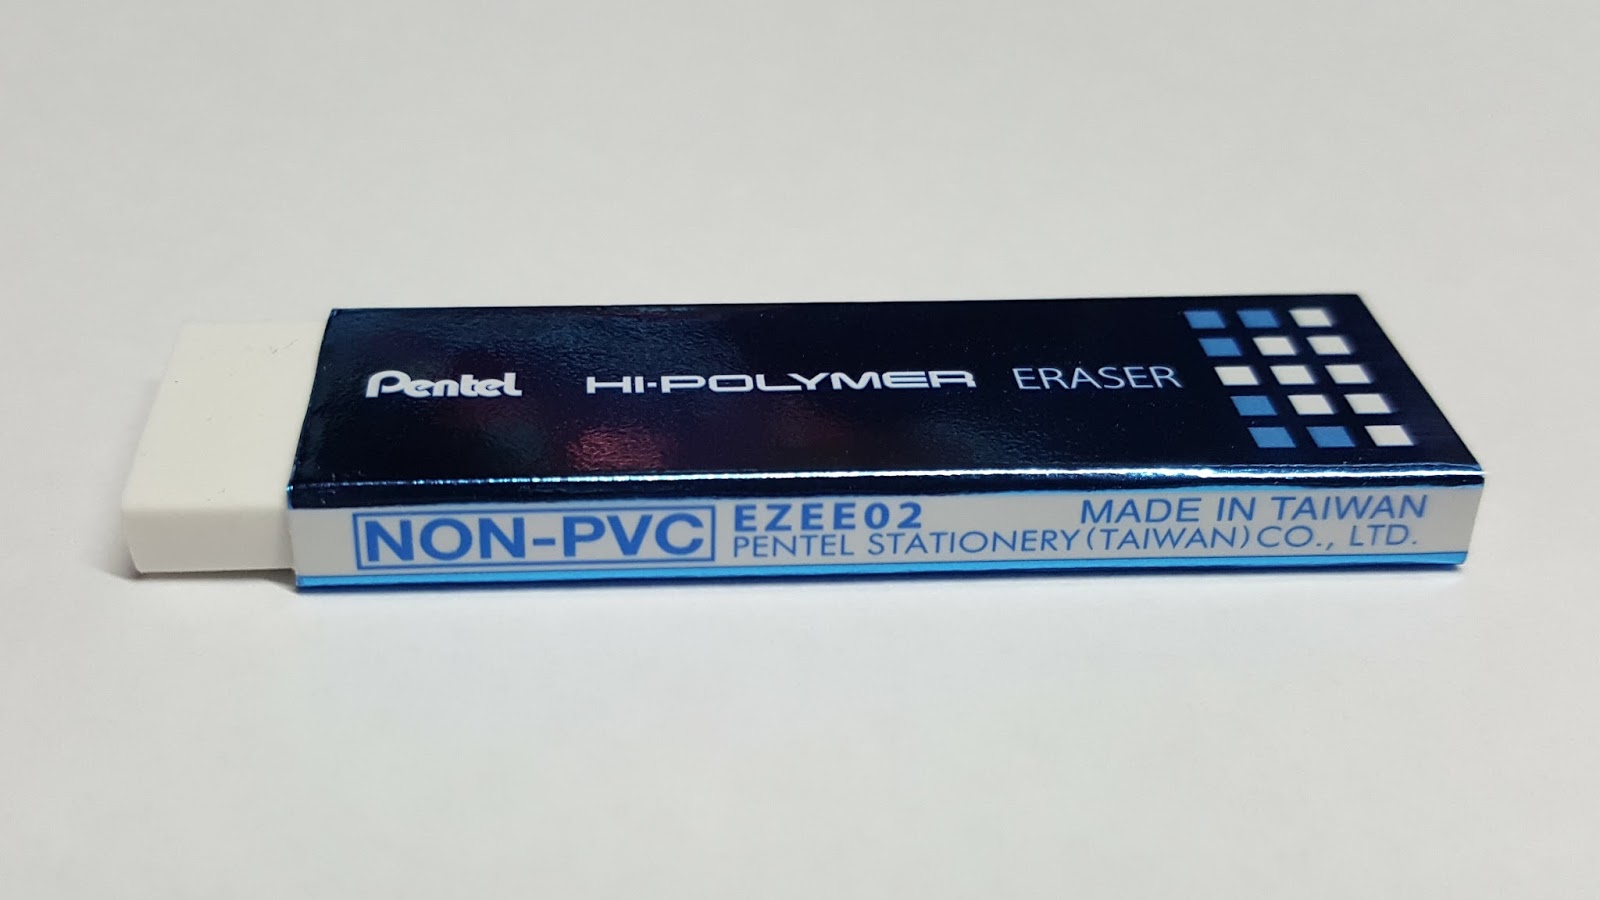 Pentel HI-POLYMER ERASER
NON-PVC
EZEE02 MADE IN TAIWAN
PENTEL STATIONERY (TAIWAN) CO., LTD.